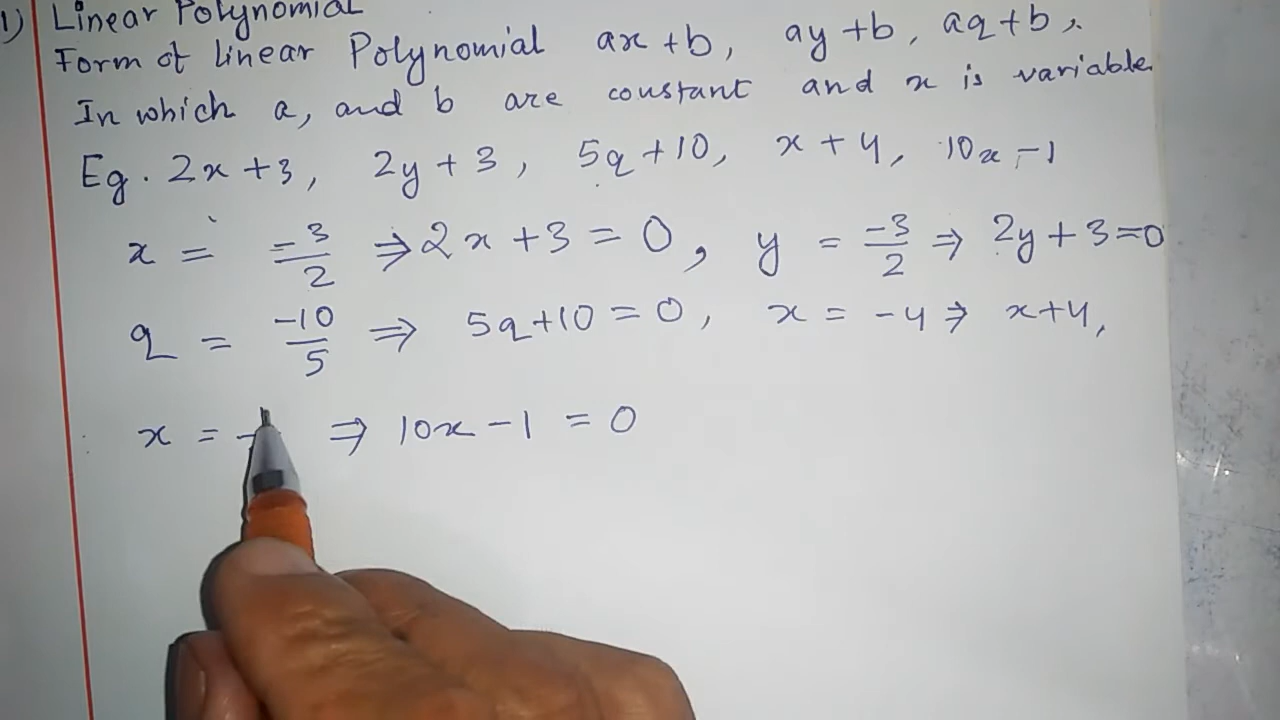 1) Linear Polynomial
Form of linear Polynomial ax + b, ay + b, aq + b,
In which a, and b are constant and x is variable
Eg. 2x + 3, 2y + 3, 5q + 10, x + 4, 10x - 1
x = -3/2 ⇒ 2x + 3 = 0, y = -3/2 ⇒ 2y + 3 = 0
q = -10/5 ⇒ 5q + 10 = 0, x = -4 ⇒ x + 4,
x = - ⇒ 10x - 1 = 0